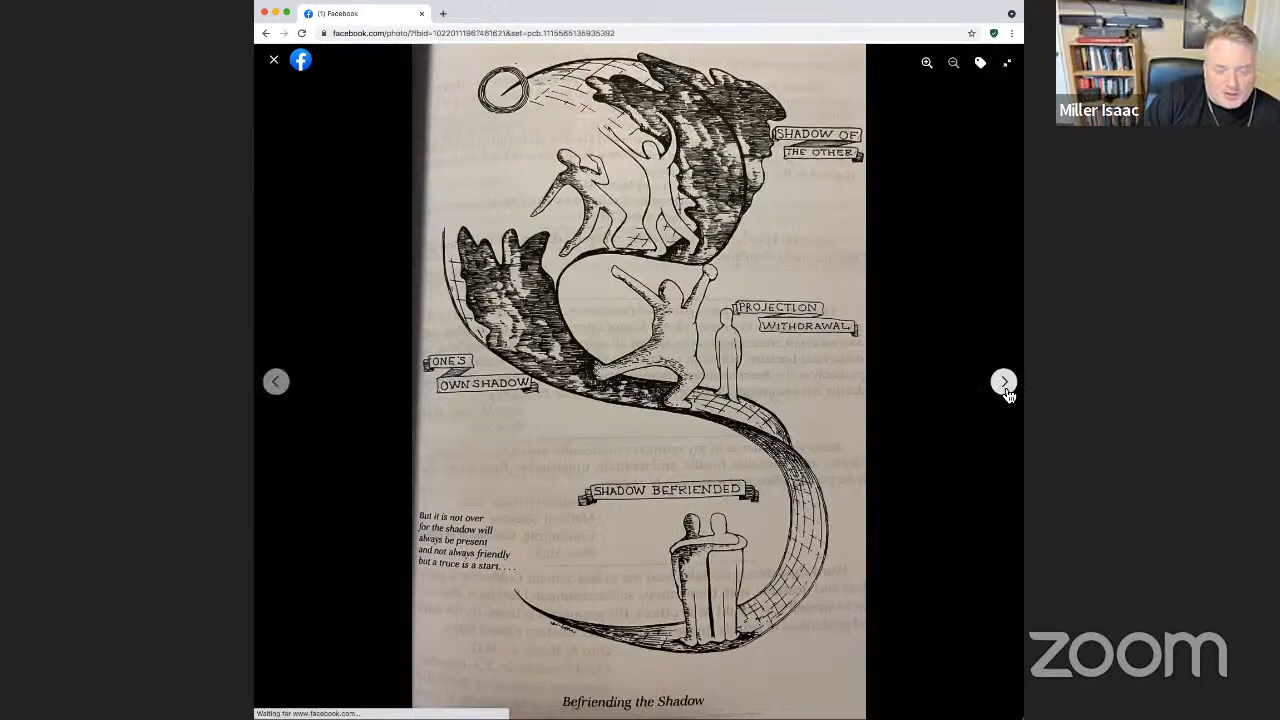 (1) Facebook
facebook.com/photo/?fbid=10220111967461621&set=pcb.1115565135935392
SHADOW OF
THE OTHER
PROJECTION
WITHDRAWAL
ONE'S
OWN SHADOW
SHADOW BEFRIENDED
But it is not over
for the shadow will
always be present
and not always friendly
but a truce is a start. . . .
Befriending the Shadow
Waiting for www.facebook.com...
Miller Isaac
zoom